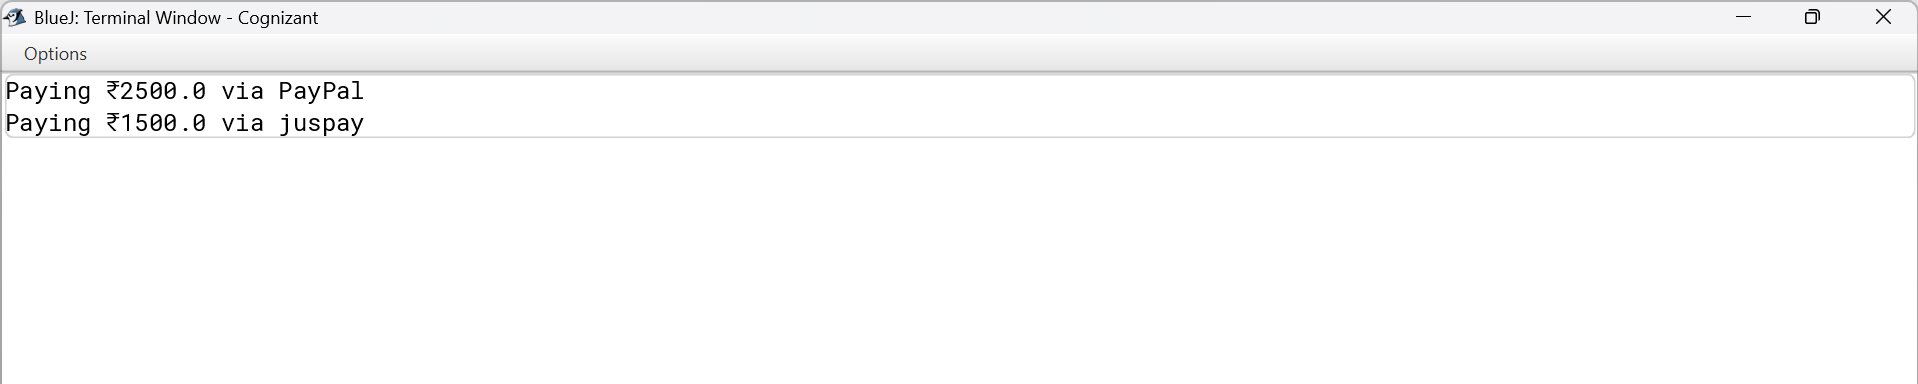 BlueJ: Terminal Window - Cognizant
Options
Paying ₹2500.0 via PayPal
Paying ₹1500.0 via juspay